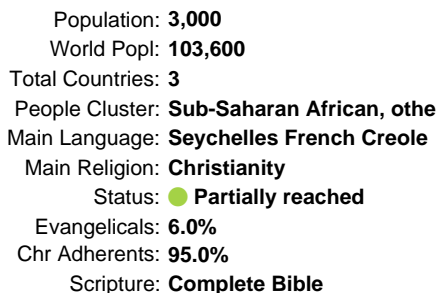 Population: 3,000
World Popl: 103,600
Total Countries: 3
People Cluster: Sub-Saharan African, othe
Main Language: Seychelles French Creole
Main Religion: Christianity
Status: Partially reached
Evangelicals: 6.0%
Chr Adherents: 95.0%
Scripture: Complete Bible